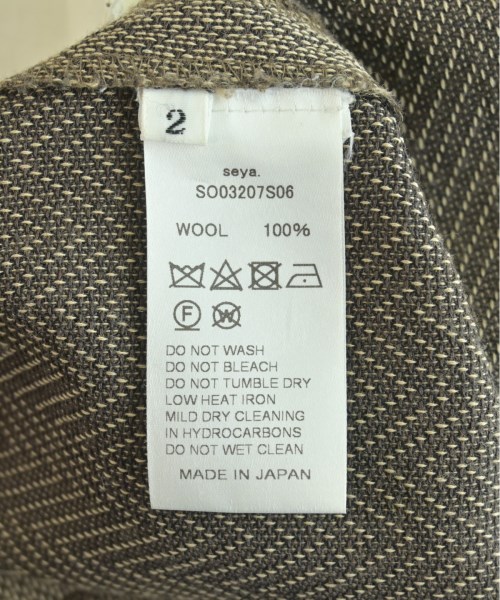 2
seya.
SO03207S06
WOOL 100%
F W
DO NOT WASH
DO NOT BLEACH
DO NOT TUMBLE DRY
LOW HEAT IRON
MILD DRY CLEANING
IN HYDROCARBONS
DO NOT WET CLEAN
MADE IN JAPAN